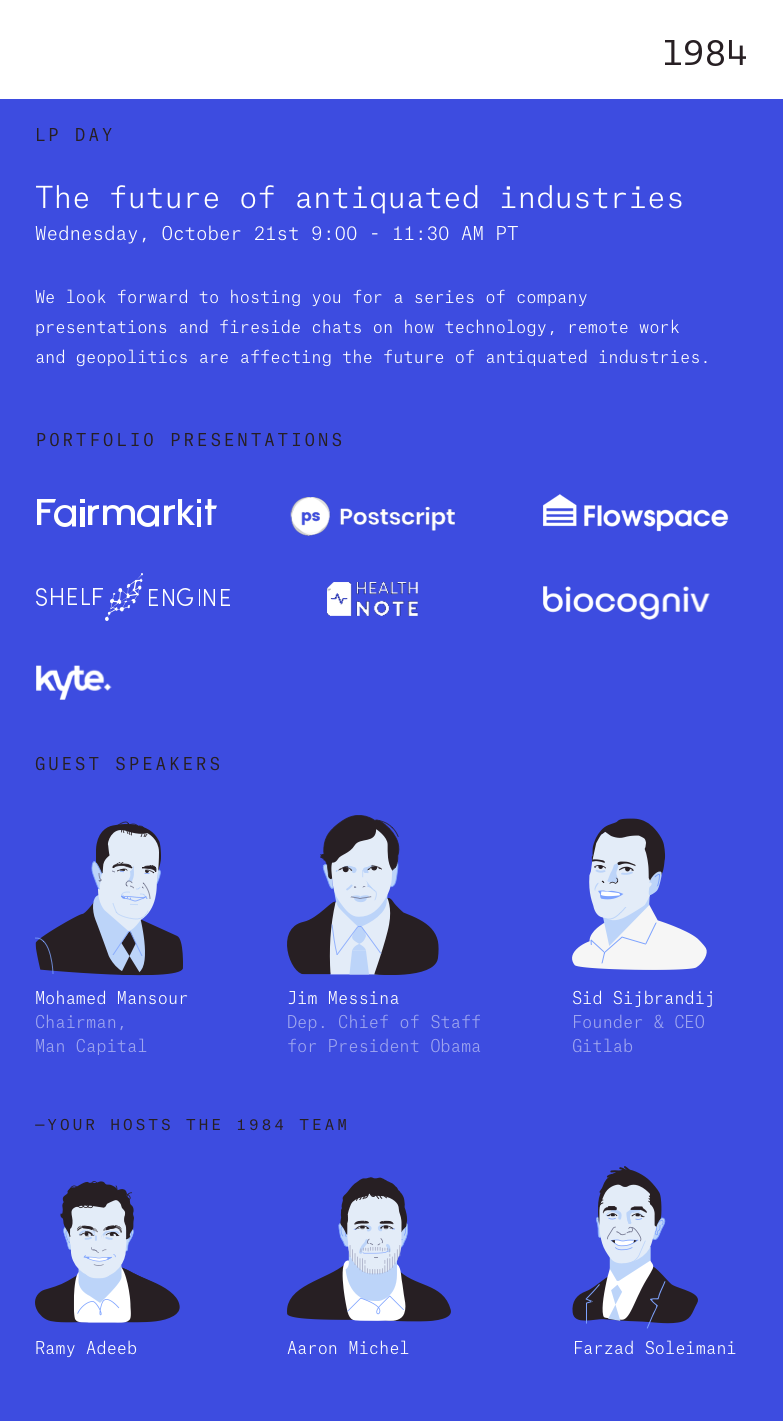 1984
LP DAY
The future of antiquated industries
Wednesday, October 21st 9:00 - 11:30 AM PT
We look forward to hosting you for a series of company
presentations and fireside chats on how technology, remote work
and geopolitics are affecting the future of antiquated industries.
PORTFOLIO PRESENTATIONS
Fairmarkit
ps Postscript
Flowspace
SHELF ENGINE
HEALTH
NOTE
biocogniv
kyte.
GUEST SPEAKERS
Mohamed Mansour
Chairman,
Man Capital
Jim Messina
Dep. Chief of Staff
for President Obama
Sid Sijbrandij
Founder & CEO
Gitlab
—YOUR HOSTS THE 1984 TEAM
Ramy Adeeb
Aaron Michel
Farzad Soleimani